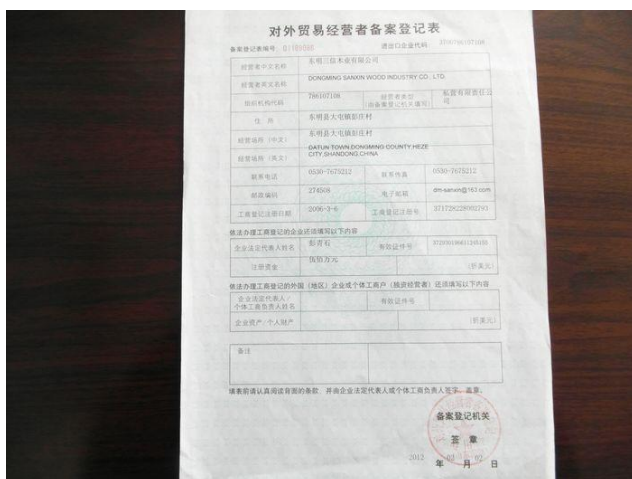 对外贸易经营者备案登记表
备案登记表编号 01101046 进出口企业代码
经营者中文名称 东明三信木业有限公司
经营者英文名称 DONGMING SANXIN WOOD INDUSTRY CO., LTD.
组织机构代码 786167108 经营者类型 私营有限责任公司
(由备案登记机关填写)
住 所 东明县大屯镇彭庄村
经营场所（中文） 东明县大屯镇彭庄村
经营场所（英文） DATUN TOWN,DONGMING COUNTY,HEZE
CITY,SHANDONG,CHINA
联系电话 0530-7675212 联系传真 0530-7675212
邮政编码 274508 电子邮箱 dm-sanxin@163.com
工商登记注册日期 2006-3-6 工商登记注册号
依法办理工商登记的企业还须填写以下内容
企业法定代表人姓名 有效证件号
注册资金 伍佰万元 (折美元)
依法办理工商登记的外国（地区）企业或个体工商户（独资经营者）还须填写以下内容
企业法定代表人/
个体工商负责人姓名 有效证件号
企业资产/个人财产 (折美元)
备注
填表前请认真阅读背面的条款，并由企业法定代表人或个体工商负责人签字、盖章。
备案登记机关
签 章
2012 年 03 月 02 日